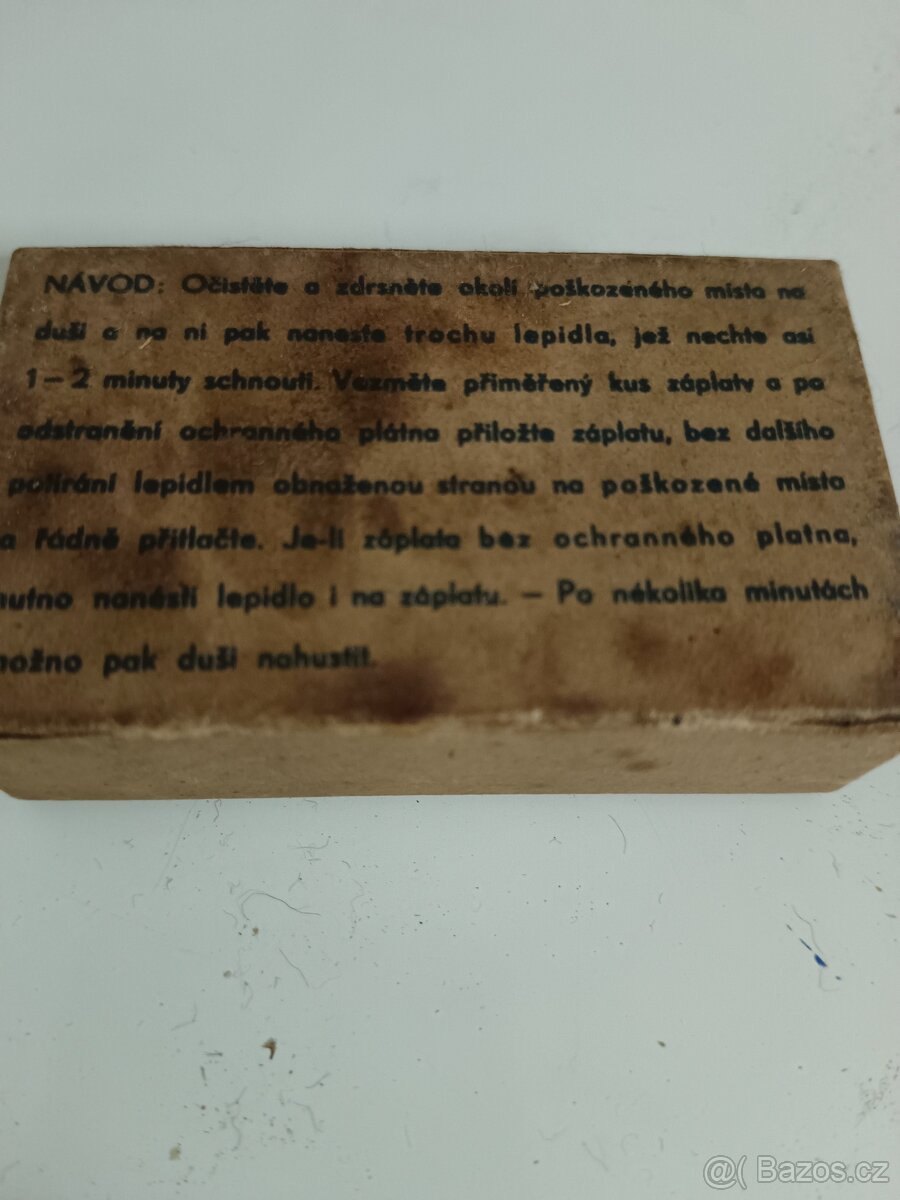 NÁVOD: Očistěte a zdrsněte okolí poškozeného místa na
duši a na ni pak naneste trochu lepidla, jež nechte asi
1-2 minuty schnouti. Vezměte přiměřený kus záplaty a po
odstranění ochranného plátna přiložte záplatu, bez dalšího
potírání lepidlem obnaženou stranou na poškozené místo
a řádně přitlačte. Je-li záplata bez ochranného platna,
nutno nanésti lepidlo i na záplatu. — Po několika minutách
možno pak duši nahustit.
@( Bazos.cz